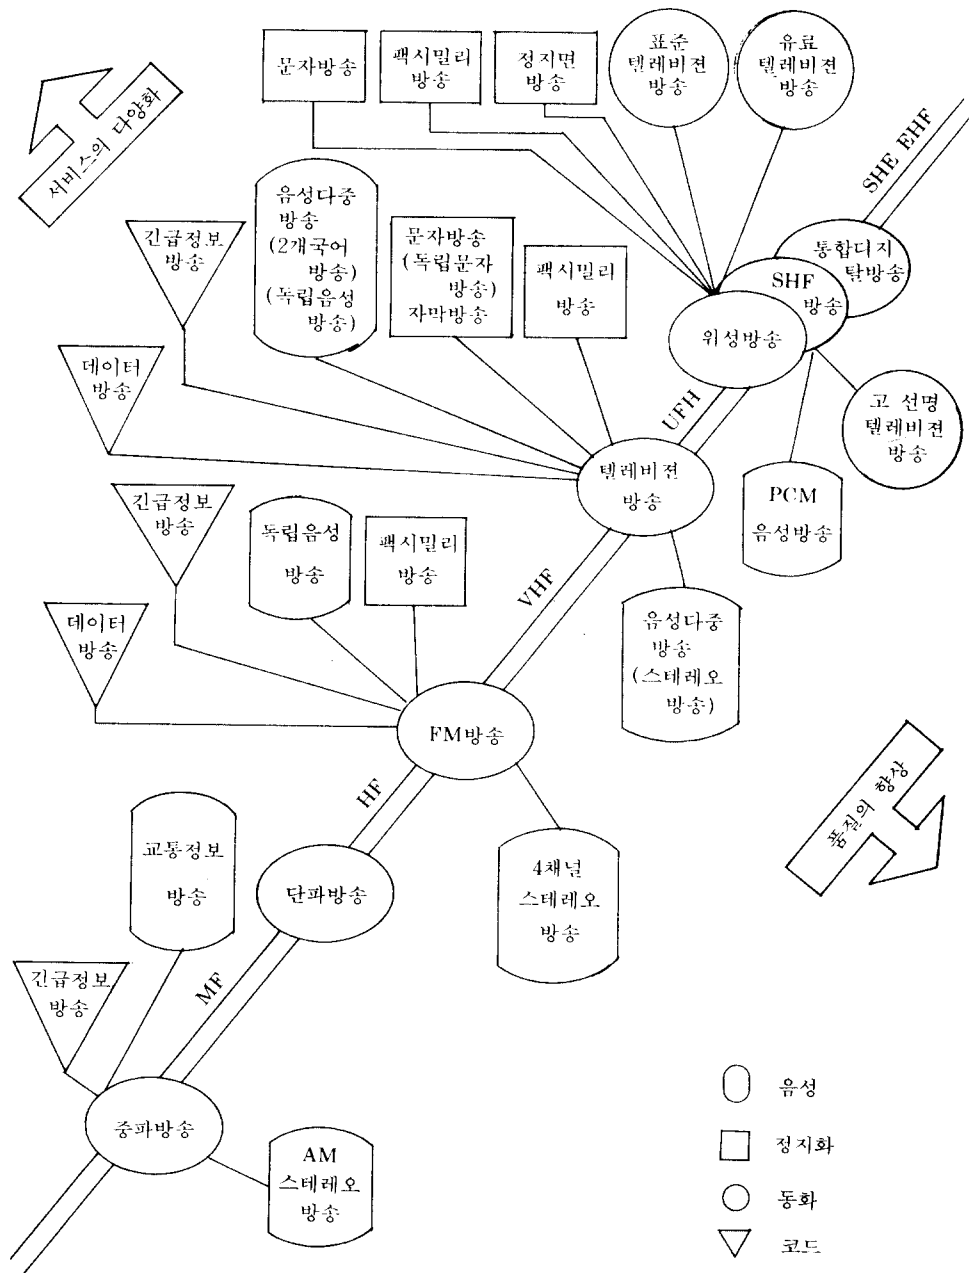 문자방송
팩시밀리
방송
정지면
방송
표준
텔레비젼
방송
유료
텔레비젼
방송
서비스의 다양화
SHE EHF
긴급정보
방송
음성다중
방송
(2개국어
방송)
(독립음성
방송)
문자방송
(독립문자
방송)
자막방송
팩시밀리
방송
통합디지
탈방송
SHF
방송
위성방송
데이터
방송
UFH
고 선명
텔레비젼
방송
텔레비젼
방송
PCM
음성방송
긴급정보
방송
독립음성
방송
팩시밀리
방송
VHF
데이터
방송
음성다중
방송
(스테레오
방송)
FM방송
HF
품질의 향상
교통정보
방송
단파방송
4채널
스테레오
방송
긴급정보
방송
MF
중파방송
AM
스테레오
방송
음성
정지화
동화
코드